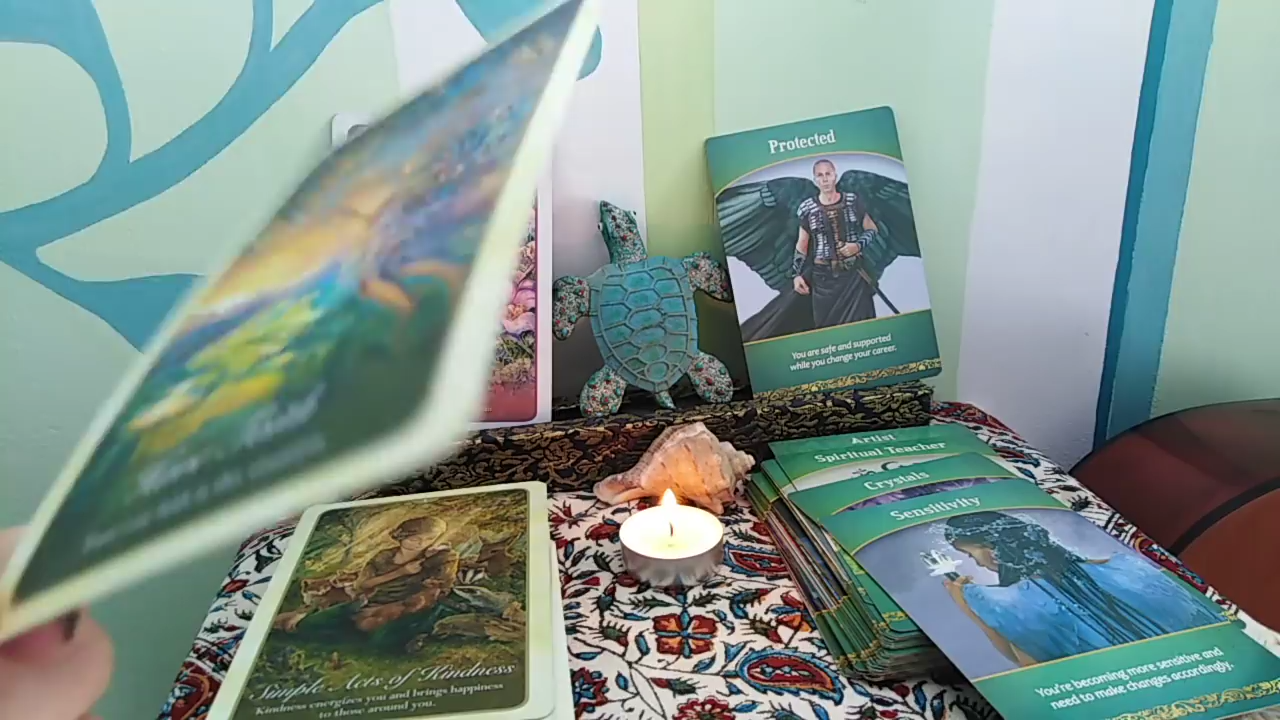 Protected
You are safe and supported
while you change your career.
Artist
Spiritual Teacher
Crystals
Sensitivity
You're becoming more sensitive and
need to make changes accordingly.
Simple Acts of Kindness
Kindness energizes you and brings happiness
to those around you.